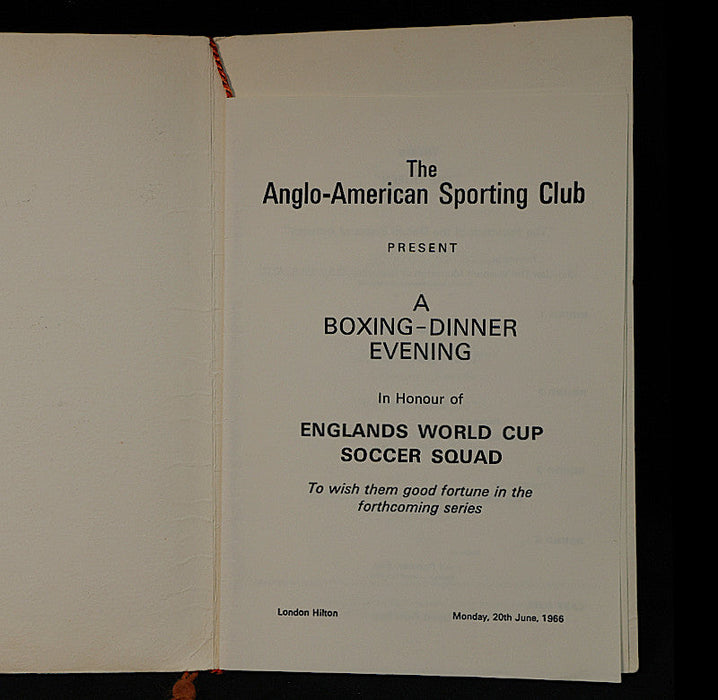 The
Anglo-American Sporting Club
PRESENT
A
BOXING-DINNER
EVENING
In Honour of
ENGLANDS WORLD CUP
SOCCER SQUAD
To wish them good fortune in the
forthcoming series
London Hilton
Monday, 20th June, 1966